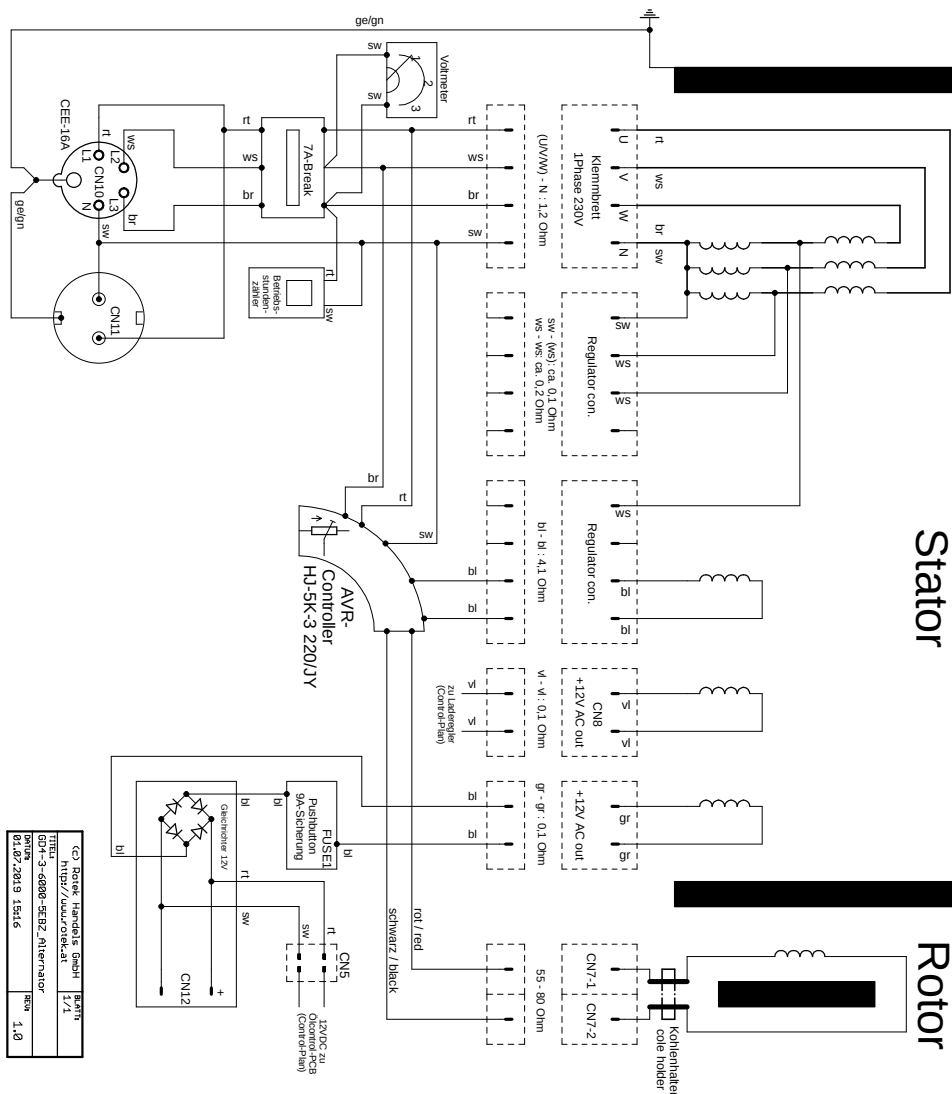 Stator
Rotor
ge/gn
rt
ws
br
sw
U
V
W
N
Klemmbrett
1Phase 230V
(U/V/W) - N : 1,2 Ohm
rt
ws
br
sw
Voltmeter
1
2
3
sw
sw
7A-Break
rt
ws
br
Betriebs-
stunden-
zähler
rt
sw
CEE-16A
L1
L2
L3
N
CN10
rt
ws
br
sw
ge/gn
CN11
Regulator con.
sw
ws
ws
sw - (ws): ca. 0,1 Ohm
ws - ws: ca. 0,2 Ohm
Regulator con.
ws
bl
bl
bl - bl : 4,1 Ohm
br
rt
sw
bl
bl
AVR-
Controller
HJ-5K-3 220/JY
CN8
+12V AC out
vl
vl
vl - vl : 0,1 Ohm
vl
vl
zu Laderegler
(Control-Plan)
+12V AC out
gr
gr
gr - gr : 0,1 Ohm
bl
bl
FUSE1
Pushbutton
9A-Sicherung
bl
bl
bl
Gleichrichter 12V
rt
sw
CN12
+
CN5
rt
sw
12VDC zu
Ölcontrol-PCB
(Control-Plan)
rot / red
schwarz / black
55 - 80 Ohm
CN7-1
CN7-2
Kohlenhalter
cole holder
(c) Rotek Handels GmbH
http://www.rotek.at
BLATT:
1/1
TITEL:
GD4-3-6000-5EBZ_Alternator
DATUM:
01.07.2019 15:16
REV:
1.0